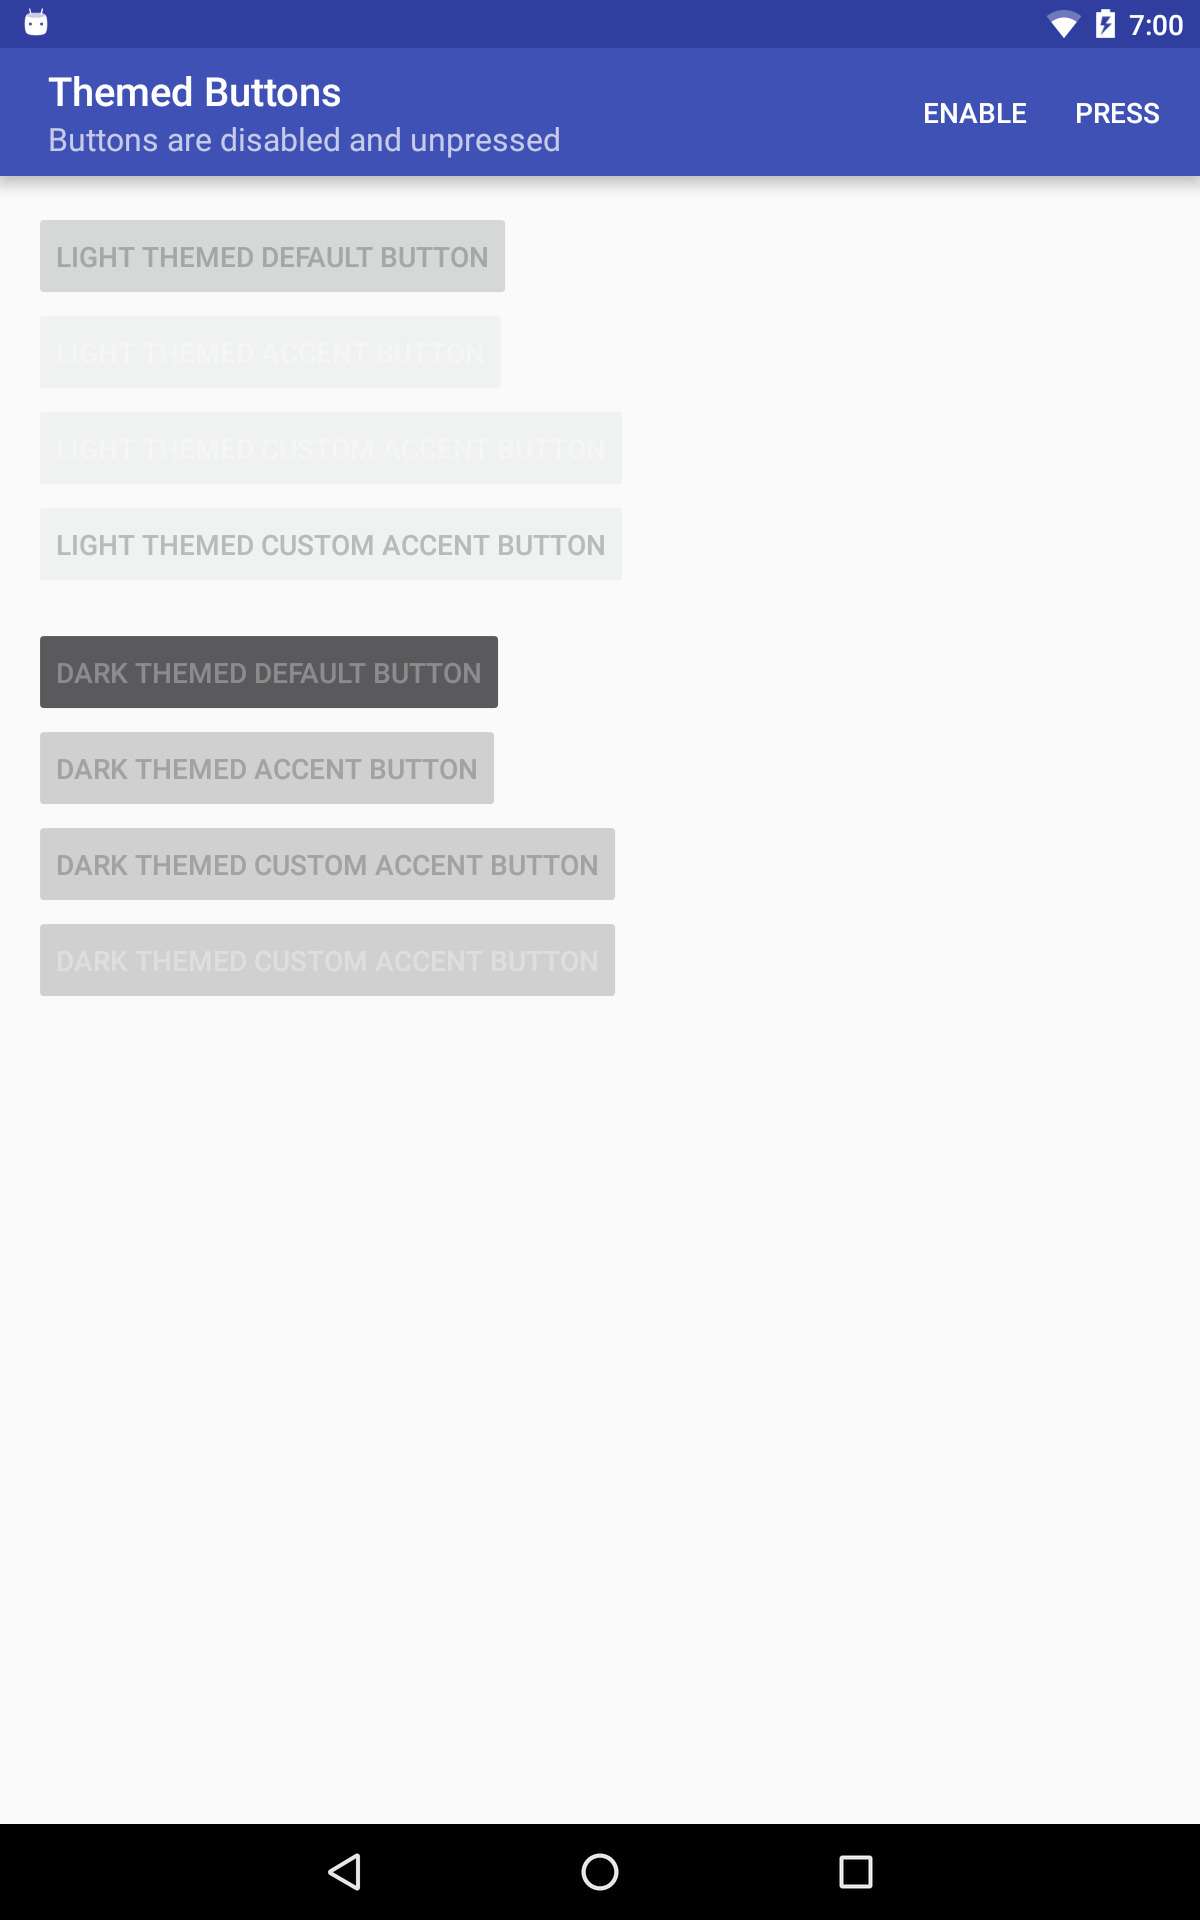 7:00
Themed Buttons
Buttons are disabled and unpressed
ENABLE PRESS
LIGHT THEMED DEFAULT BUTTON
LIGHT THEMED ACCENT BUTTON
LIGHT THEMED CUSTOM ACCENT BUTTON
LIGHT THEMED CUSTOM ACCENT BUTTON
DARK THEMED DEFAULT BUTTON
DARK THEMED ACCENT BUTTON
DARK THEMED CUSTOM ACCENT BUTTON
DARK THEMED CUSTOM ACCENT BUTTON